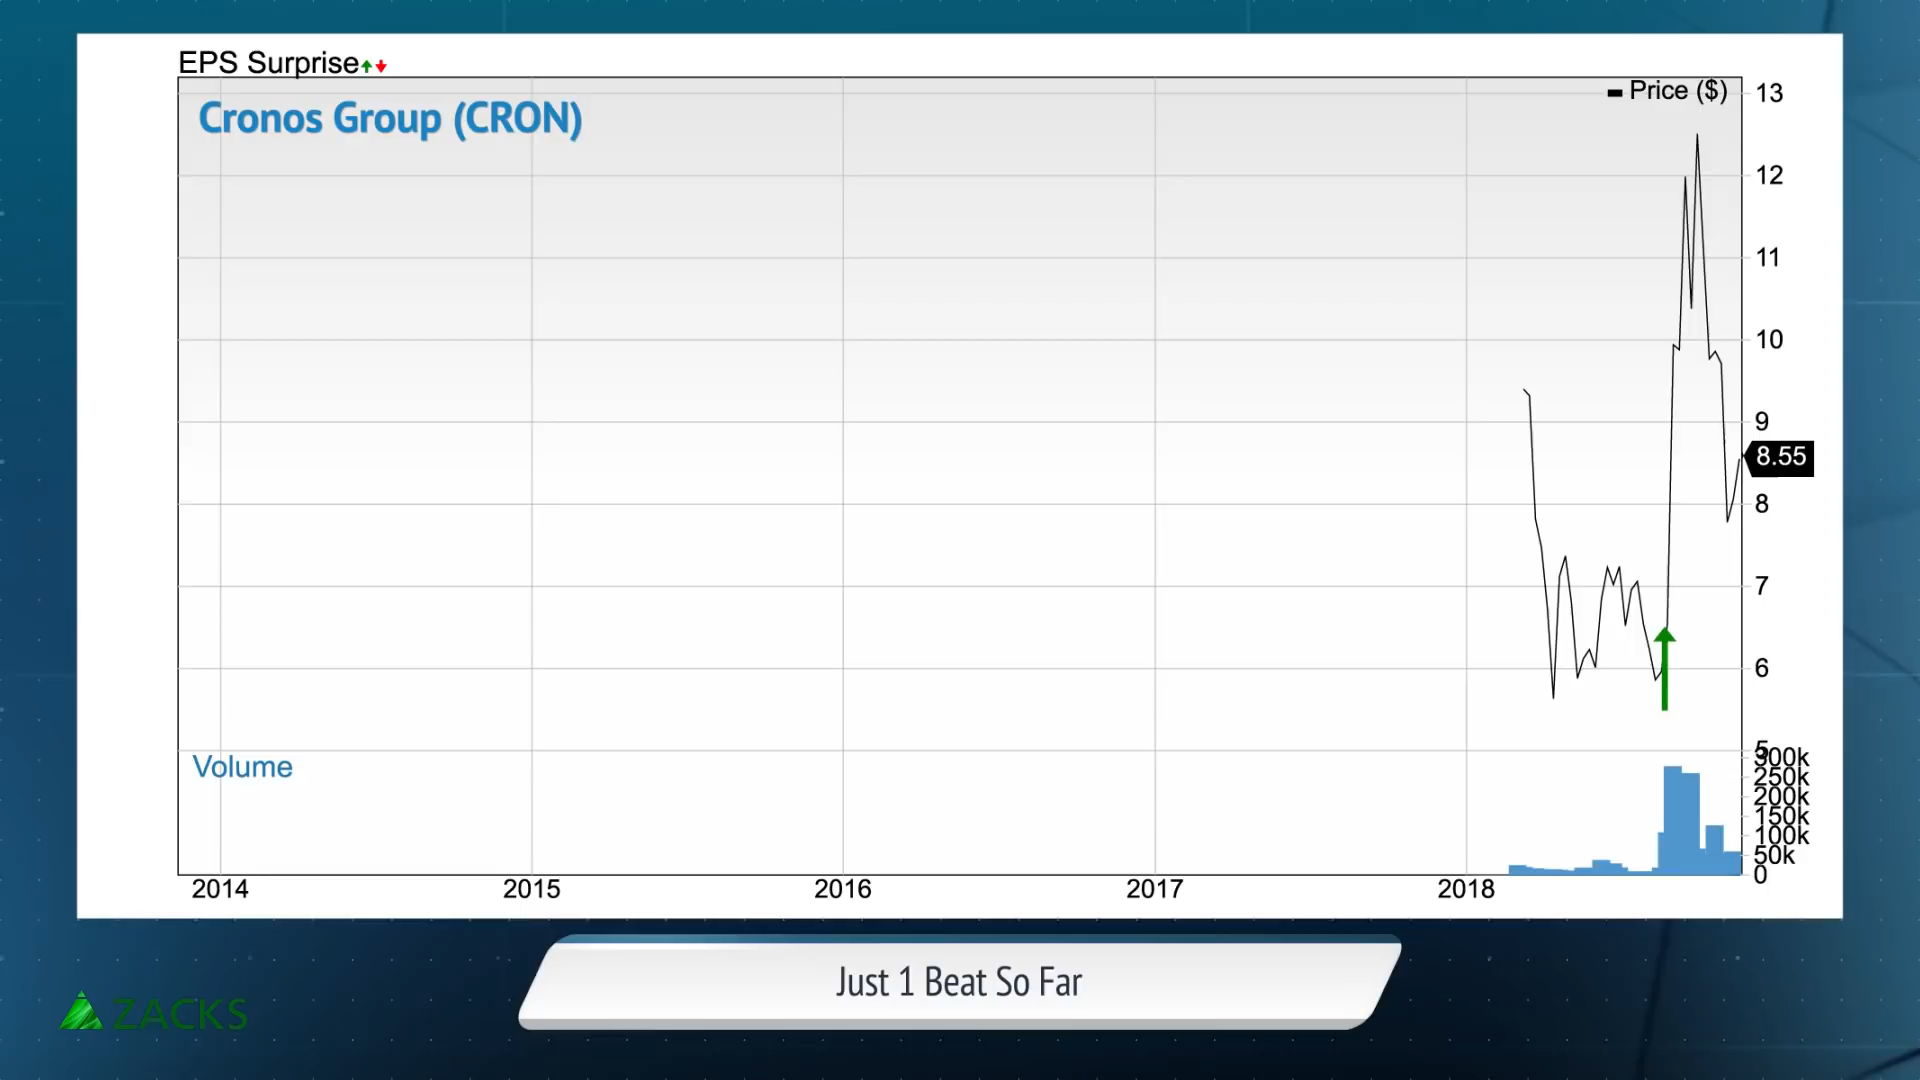 EPS Surprise
Cronos Group (CRON)
Price ($)
13
12
11
10
9
8.55
8
7
6
5
Volume
300k
250k
200k
150k
100k
50k
0
2014 2015 2016 2017 2018
Just 1 Beat So Far
ZACKS